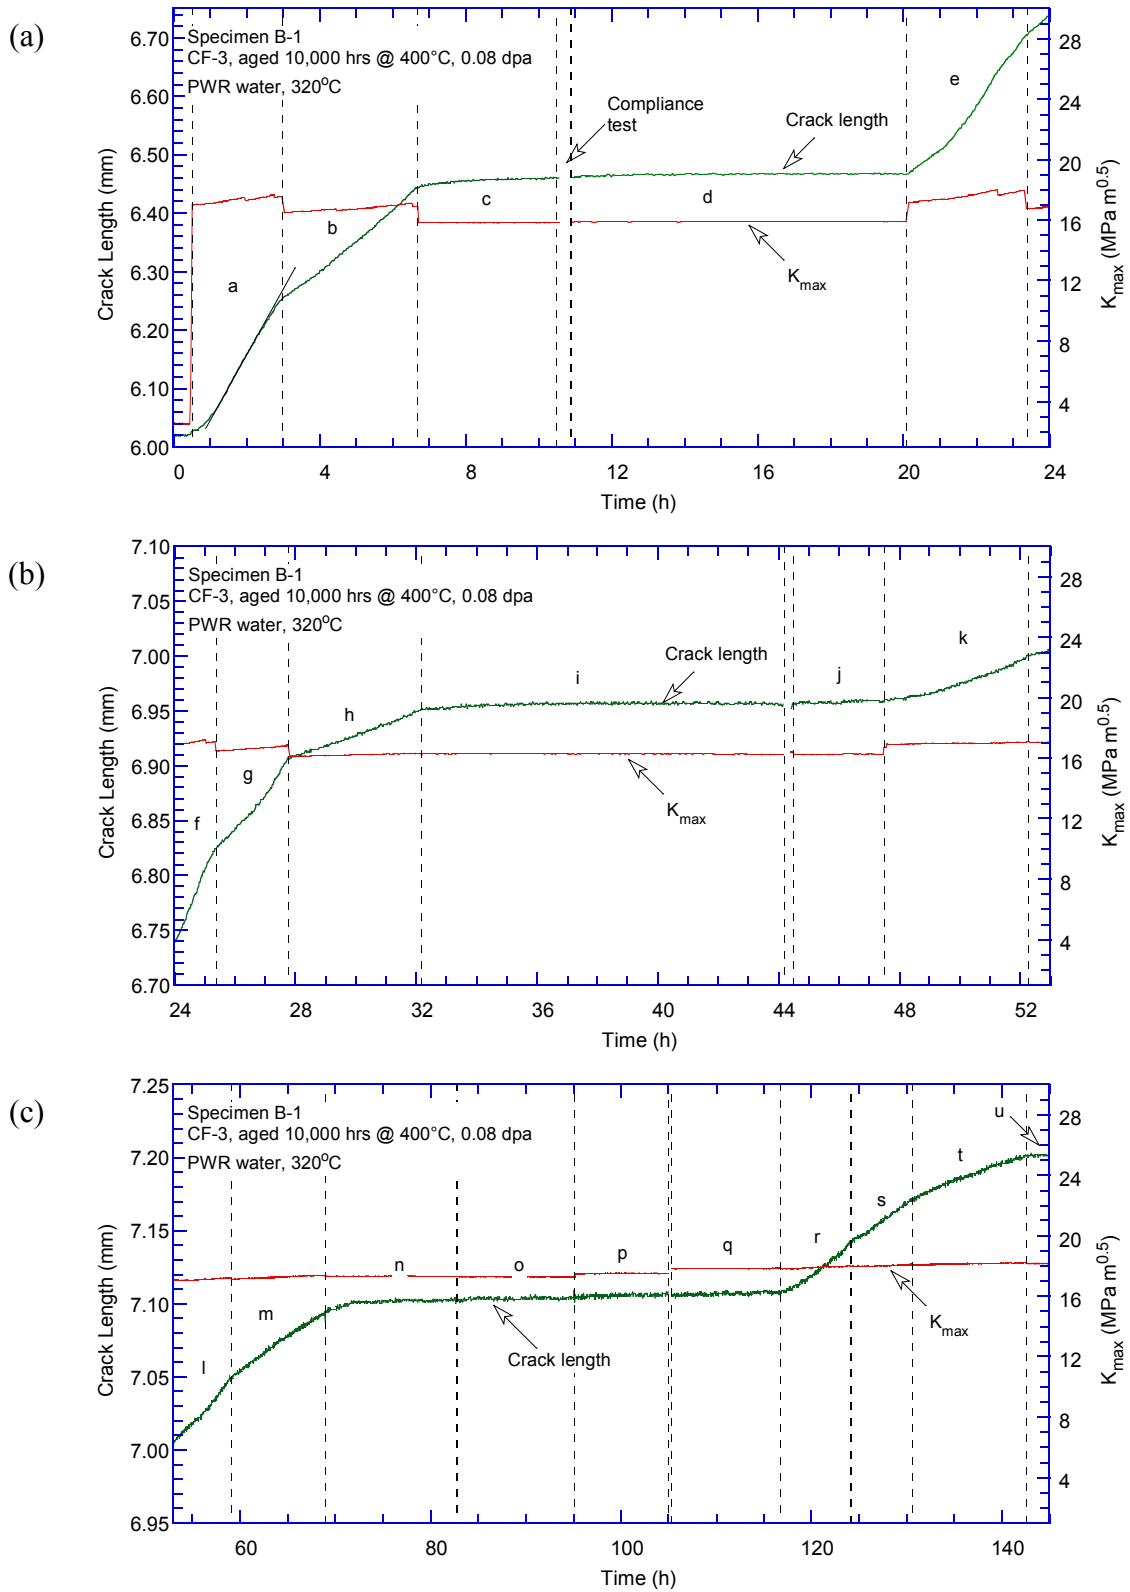 (a)
Specimen B-1
CF-3, aged 10,000 hrs @ 400°C, 0.08 dpa
PWR water, 320°C
Compliance
test
Crack length
a
b
c
d
e
Kmax
Crack Length (mm)
6.70
6.60
6.50
6.40
6.30
6.20
6.10
6.00
Kmax (MPa m0.5)
28
24
20
16
12
8
4
0 4 8 12 16 20 24
Time (h)
(b)
Specimen B-1
CF-3, aged 10,000 hrs @ 400°C, 0.08 dpa
PWR water, 320°C
Crack length
f
g
h
i
j
k
Kmax
Crack Length (mm)
7.10
7.05
7.00
6.95
6.90
6.85
6.80
6.75
6.70
Kmax (MPa m0.5)
28
24
20
16
12
8
4
24 28 32 36 40 44 48 52
Time (h)
(c)
Specimen B-1
CF-3, aged 10,000 hrs @ 400°C, 0.08 dpa
PWR water, 320°C
l
m
n
o
p
q
r
s
t
u
Kmax
Crack length
Crack Length (mm)
7.25
7.20
7.15
7.10
7.05
7.00
6.95
Kmax (MPa m0.5)
28
24
20
16
12
8
4
60 80 100 120 140
Time (h)